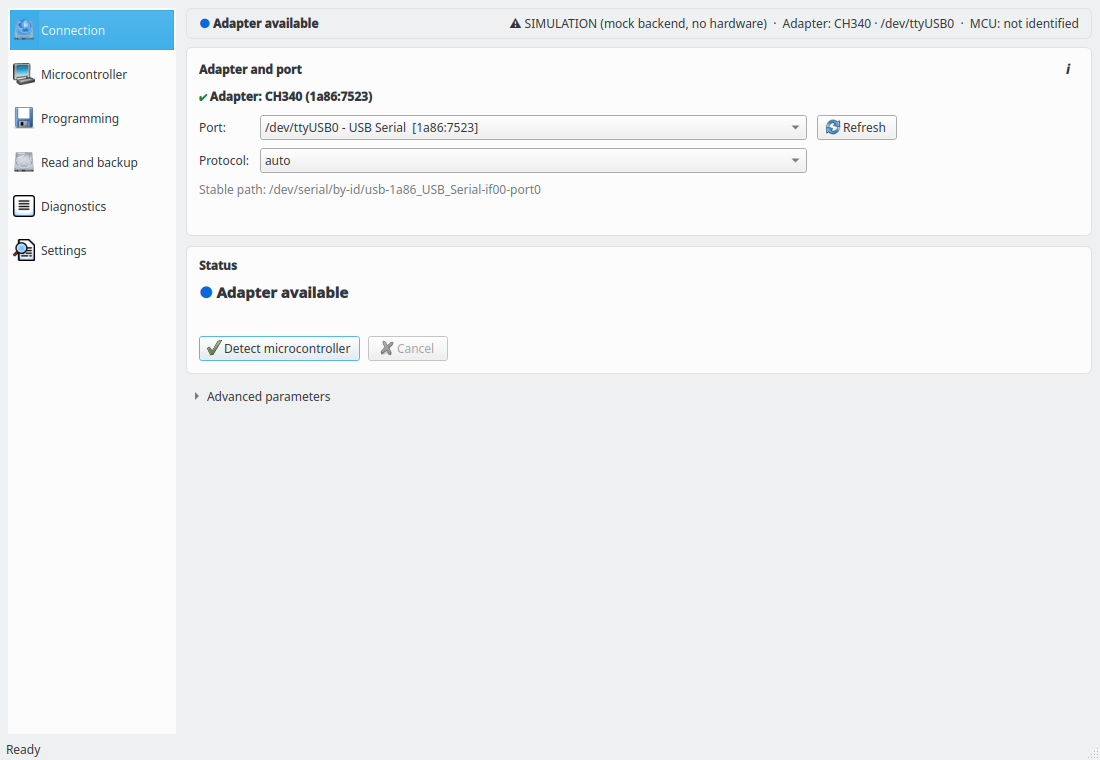 Connection
Microcontroller
Programming
Read and backup
Diagnostics
Settings
Adapter available
SIMULATION (mock backend, no hardware) · Adapter: CH340 · /dev/ttyUSB0 · MCU: not identified
Adapter and port
i
Adapter: CH340 (1a86:7523)
Port: /dev/ttyUSB0 - USB Serial [1a86:7523] Refresh
Protocol: auto
Stable path: /dev/serial/by-id/usb-1a86_USB_Serial-if00-port0
Status
Adapter available
Detect microcontroller Cancel
Advanced parameters
Ready